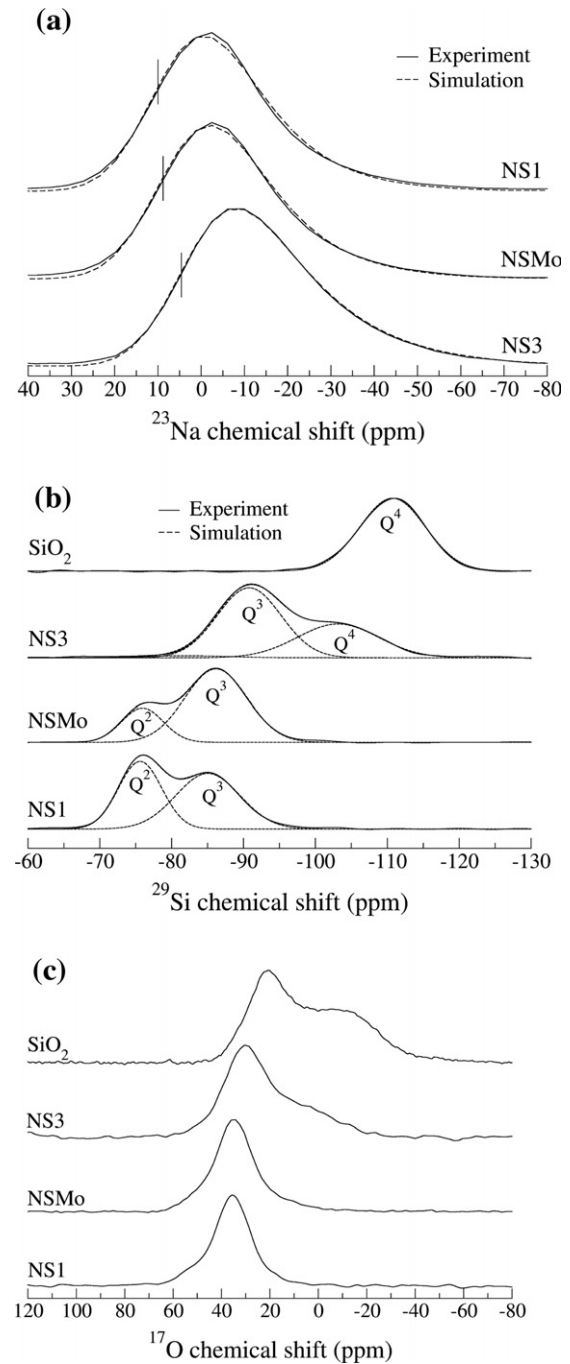 (a)
Experiment
Simulation
NS1
NSMo
NS3
40 30 20 10 0 -10 -20 -30 -40 -50 -60 -70 -80
²³Na chemical shift (ppm)
(b)
Experiment
Simulation
SiO₂
Q⁴
NS3
Q³
Q⁴
NSMo
Q²
Q³
NS1
Q²
Q³
-60 -70 -80 -90 -100 -110 -120 -130
²⁹Si chemical shift (ppm)
(c)
SiO₂
NS3
NSMo
NS1
120 100 80 60 40 20 0 -20 -40 -60 -80
¹⁷O chemical shift (ppm)